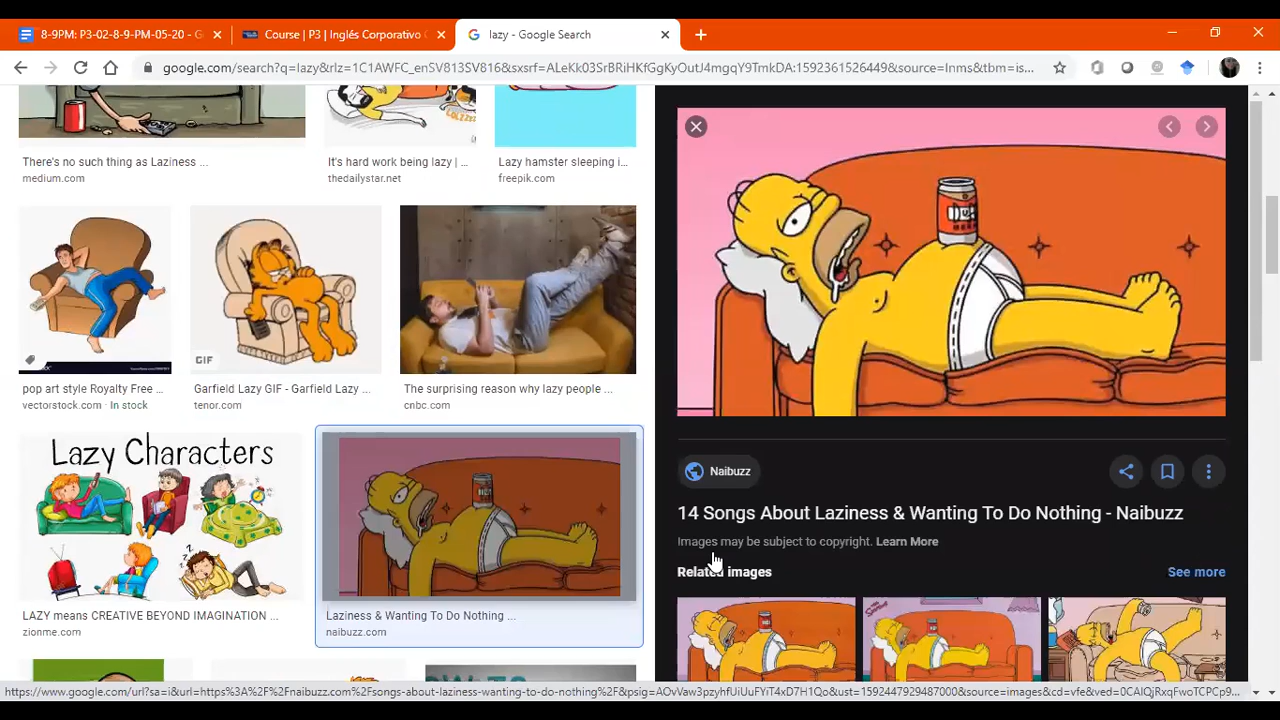 8-9PM: P3-02-8-9-PM-05-20 - G
Course | P3 | Inglés Corporativo
lazy - Google Search
google.com/search?q=lazy&rlz=1C1AWFC_enSV813SV816&sxsrf=ALeKk03SrBRiHKfGgKyOutJ4mgqY9TmkDA:1592361526449&source=lnms&tbm=is...
There's no such thing as Laziness ...
medium.com
It's hard work being lazy | ...
thedailystar.net
Lazy hamster sleeping i...
freepik.com
pop art style Royalty Free ...
vectorstock.com · In stock
GIF
Garfield Lazy GIF - Garfield Lazy ...
tenor.com
The surprising reason why lazy people ...
cnbc.com
Lazy Characters
LAZY means CREATIVE BEYOND IMAGINATION ...
zionme.com
Laziness & Wanting To Do Nothing ...
naibuzz.com
Naibuzz
14 Songs About Laziness & Wanting To Do Nothing - Naibuzz
Images may be subject to copyright. Learn More
Related images
See more